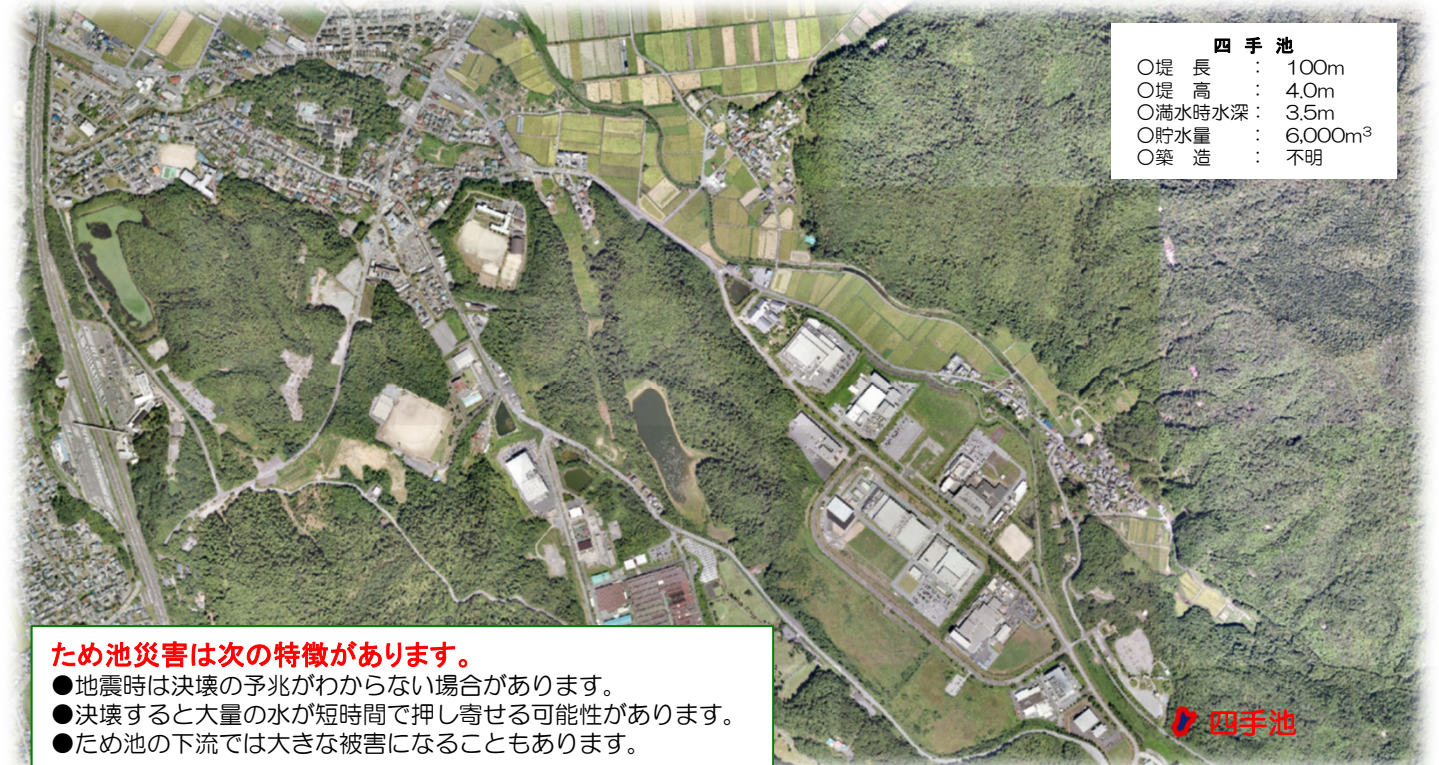 四 手 池
○堤 長 : 100m
○堤 高 : 4.0m
○満水時水深 : 3.5m
○貯水量 : 6,000m³
○築 造 : 不明
ため池災害は次の特徴があります。
●地震時は決壊の予兆がわからない場合があります。
●決壊すると大量の水が短時間で押し寄せる可能性があります。
●ため池の下流では大きな被害になることもあります。
四手池